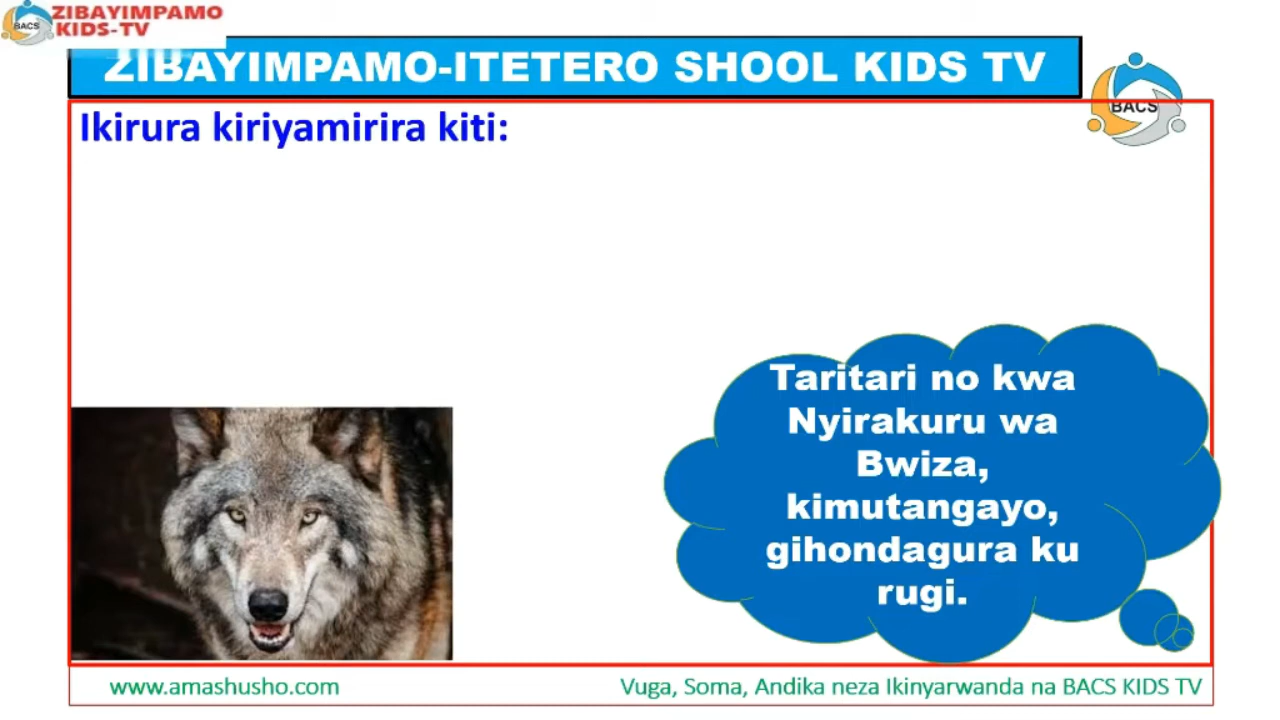 ZIBAYIMPAMO
KIDS-TV
BACS
ZIBAYIMPAMO-ITETERO SHOOL KIDS TV
BACS
Ikirura kiriyamirira kiti:
Taritari no kwa
Nyirakuru wa
Bwiza,
kimutangayo,
gihondagura ku
rugi.
www.amashusho.com
Vuga, Soma, Andika neza Ikinyarwanda na BACS KIDS TV